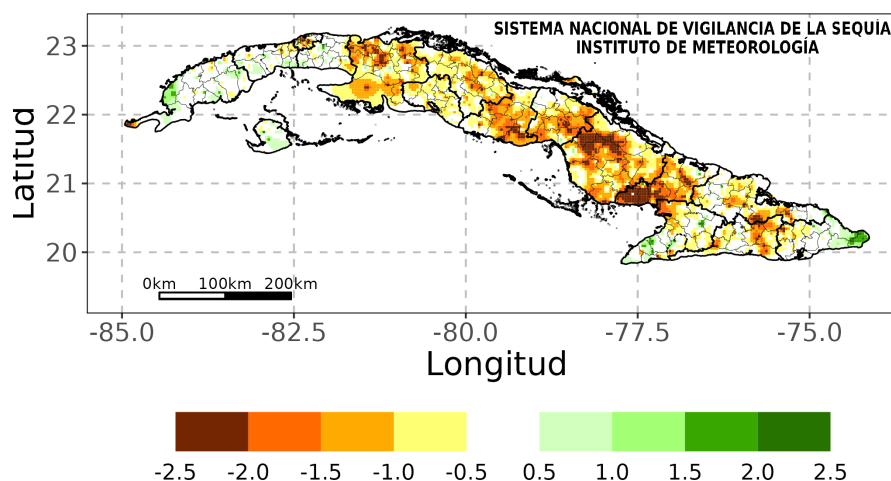 SISTEMA NACIONAL DE VIGILANCIA DE LA SEQUÍA
INSTITUTO DE METEOROLOGÍA
Latitud
23
22
21
20
0km 100km 200km
-85.0 -82.5 -80.0 -77.5 -75.0
Longitud
-2.5 -2.0 -1.5 -1.0 -0.5 0.5 1.0 1.5 2.0 2.5